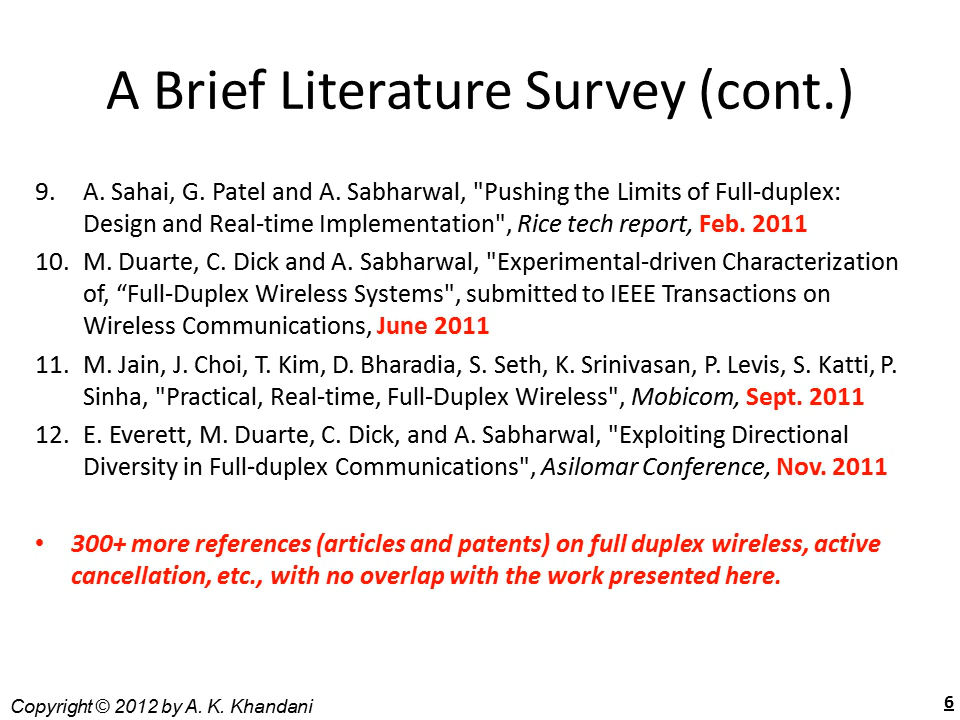 A Brief Literature Survey (cont.)
9. A. Sahai, G. Patel and A. Sabharwal, "Pushing the Limits of Full-duplex:
Design and Real-time Implementation", Rice tech report, Feb. 2011
10. M. Duarte, C. Dick and A. Sabharwal, "Experimental-driven Characterization
of, “Full-Duplex Wireless Systems", submitted to IEEE Transactions on
Wireless Communications, June 2011
11. M. Jain, J. Choi, T. Kim, D. Bharadia, S. Seth, K. Srinivasan, P. Levis, S. Katti, P.
Sinha, "Practical, Real-time, Full-Duplex Wireless", Mobicom, Sept. 2011
12. E. Everett, M. Duarte, C. Dick, and A. Sabharwal, "Exploiting Directional
Diversity in Full-duplex Communications", Asilomar Conference, Nov. 2011
• 300+ more references (articles and patents) on full duplex wireless, active
cancellation, etc., with no overlap with the work presented here.
Copyright © 2012 by A. K. Khandani
6